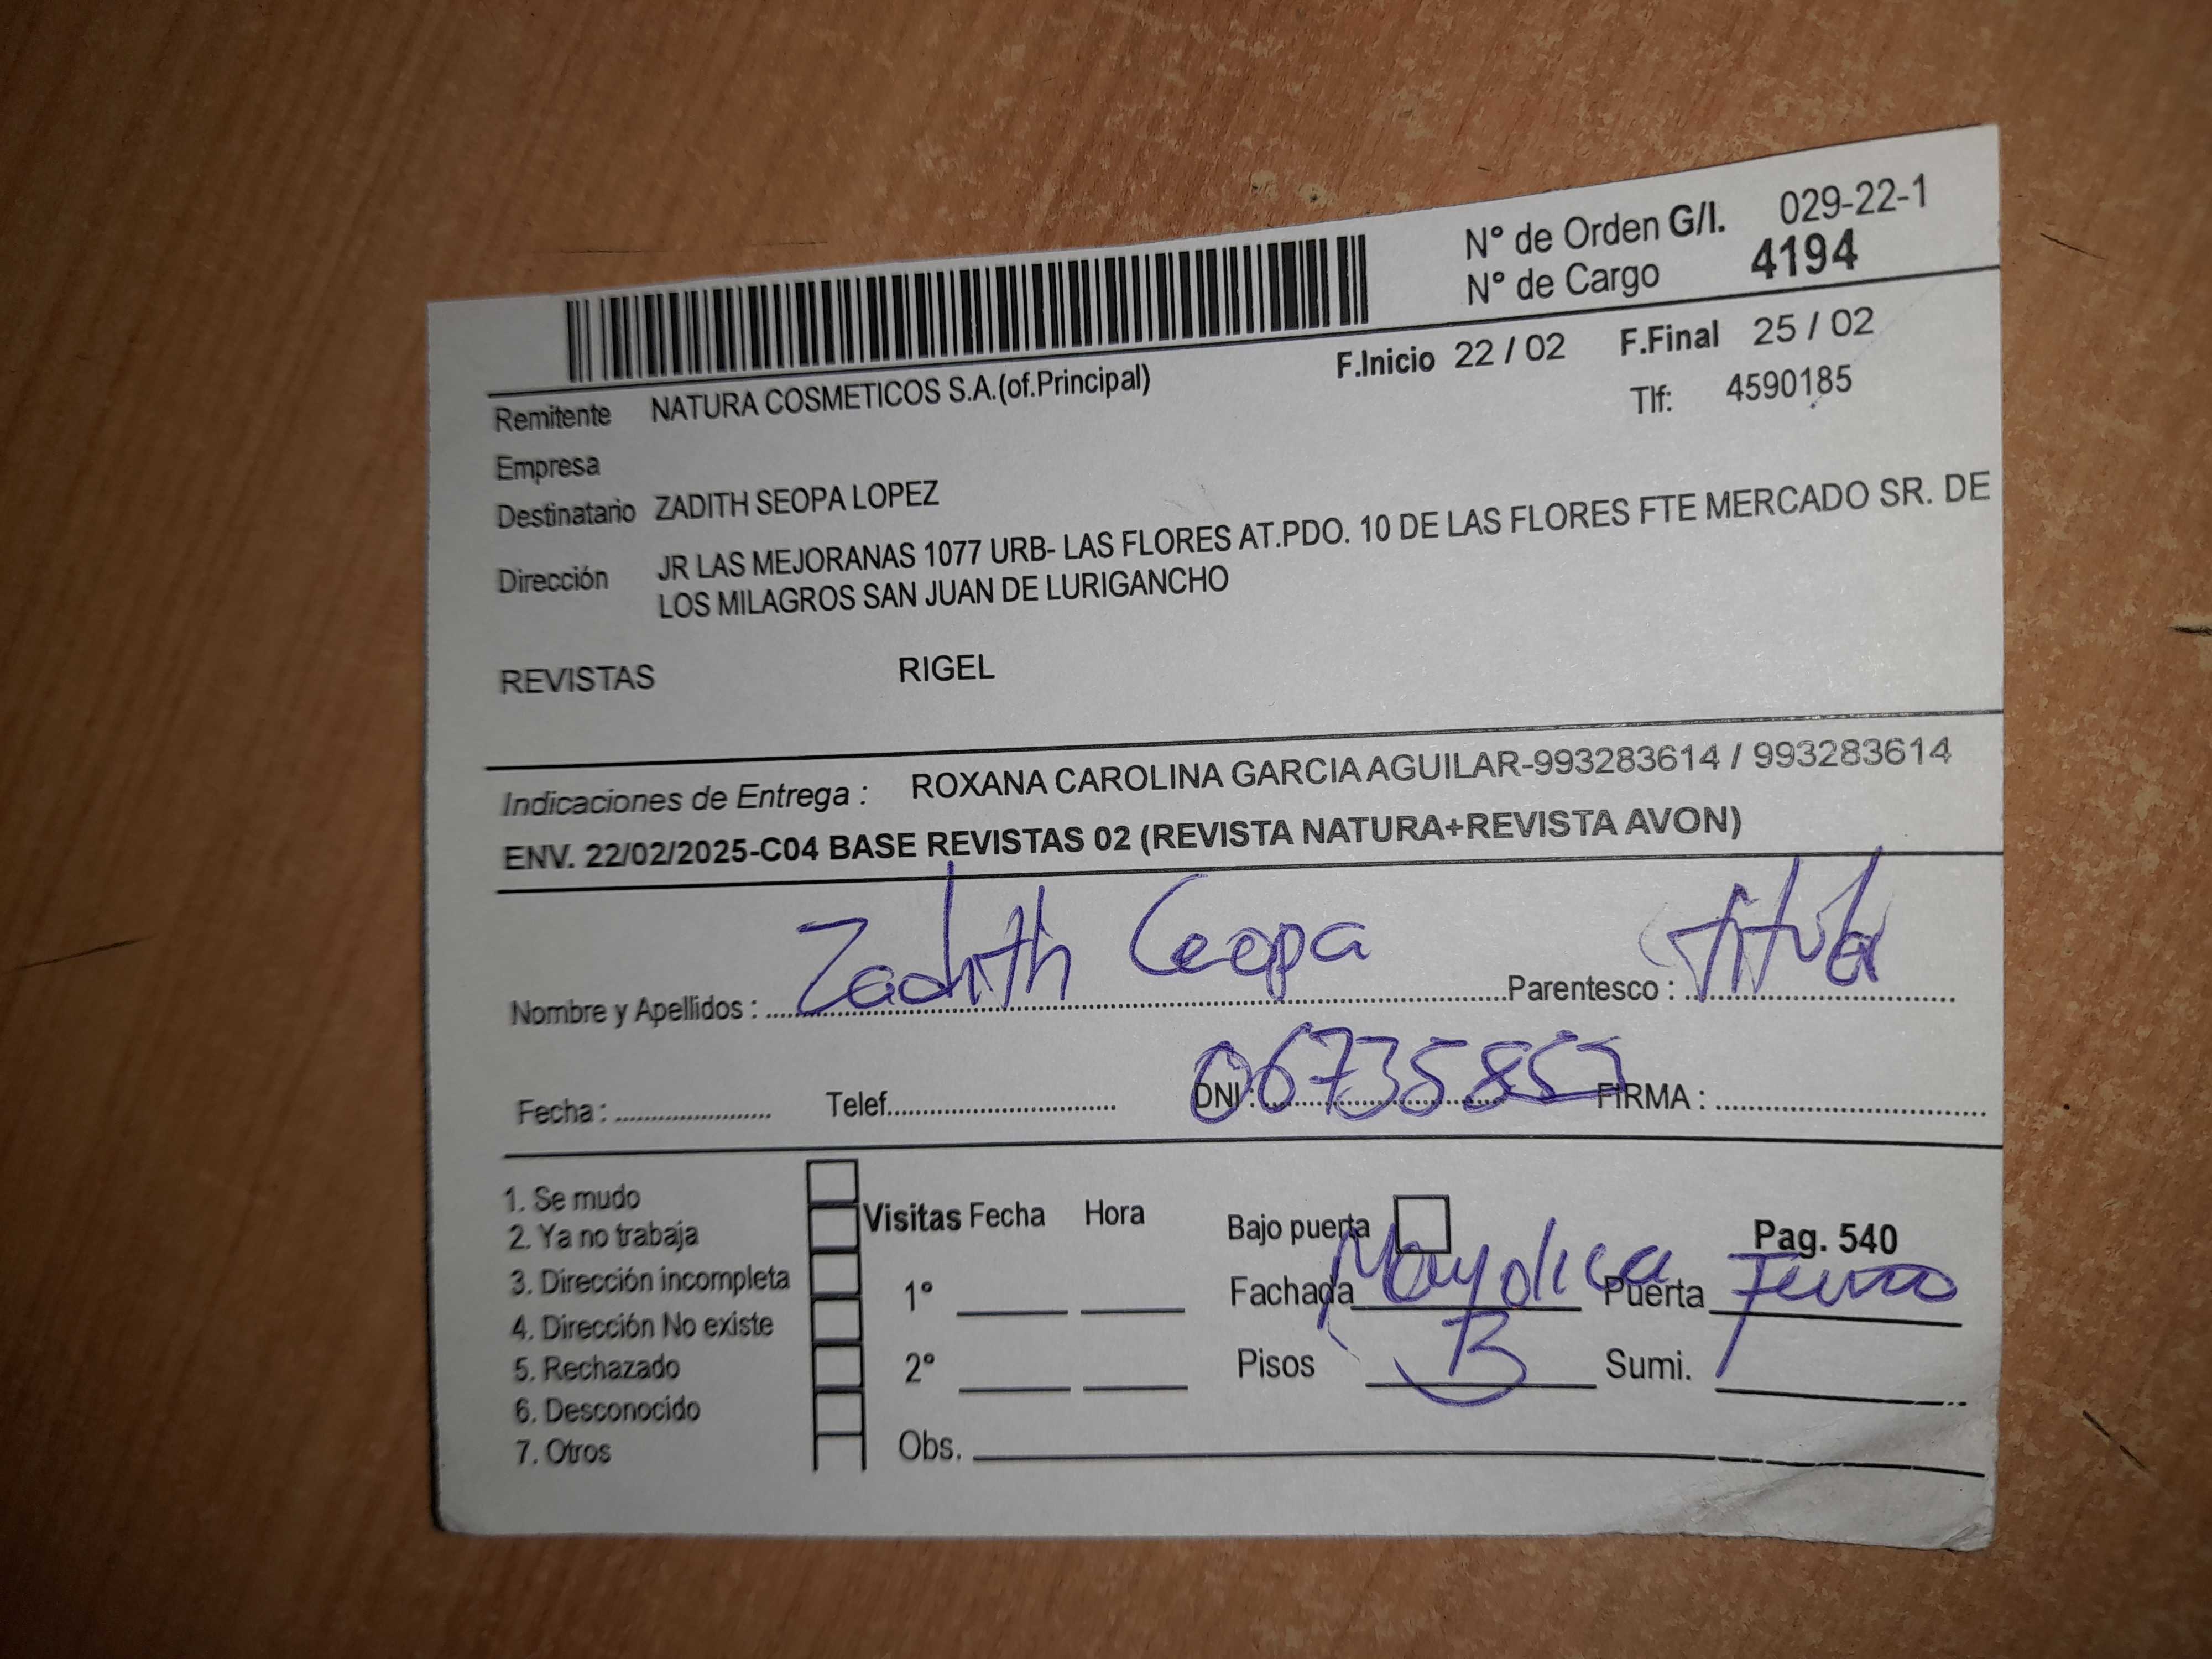 N° de Orden G/I. 029-22-1
N° de Cargo 4194
F.Inicio 22 / 02 F.Final 25 / 02
Remitente NATURA COSMETICOS S.A.(of.Principal)
Tlf: 4590185
Empresa
Destinatario ZADITH SEOPA LOPEZ
Dirección JR LAS MEJORANAS 1077 URB- LAS FLORES AT.PDO. 10 DE LAS FLORES FTE MERCADO SR. DE
LOS MILAGROS SAN JUAN DE LURIGANCHO
REVISTAS RIGEL
Indicaciones de Entrega : ROXANA CAROLINA GARCIA AGUILAR-993283614 / 993283614
ENV. 22/02/2025-C04 BASE REVISTAS 02 (REVISTA NATURA+REVISTA AVON)
Nombre y Apellidos : Zadith Ceopa Parentesco :
Fecha : Telef. DNI : FIRMA :
1. Se mudo
2. Ya no trabaja
3. Dirección incompleta
4. Dirección No existe
5. Rechazado
6. Desconocido
7. Otros
Visitas Fecha Hora
1°
2°
Obs.
Bajo puerta Pag. 540
Fachada Mayolica Puerta
Pisos Sumi.